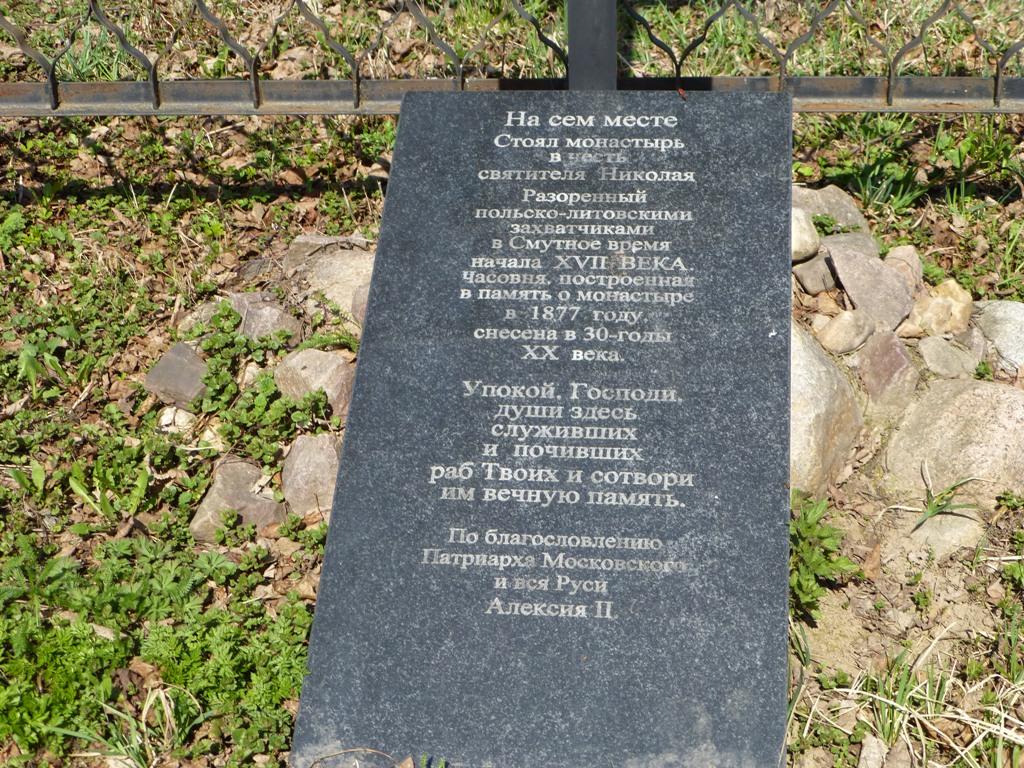 На сем месте
Стоял монастырь
в честь
святителя Николая
Разоренный
польско-литовскими
захватчиками
в Смутное время
начала XVII ВЕКА
Часовня, построенная
в память о монастыре
в 1877 году,
снесена в 30-годы
XX века.
Упокой, Господи,
души здесь
служивших
и почивших
раб Твоих и сотвори
им вечную память.
По благословлению
Патриарха Московского
и вся Руси
Алексия II.